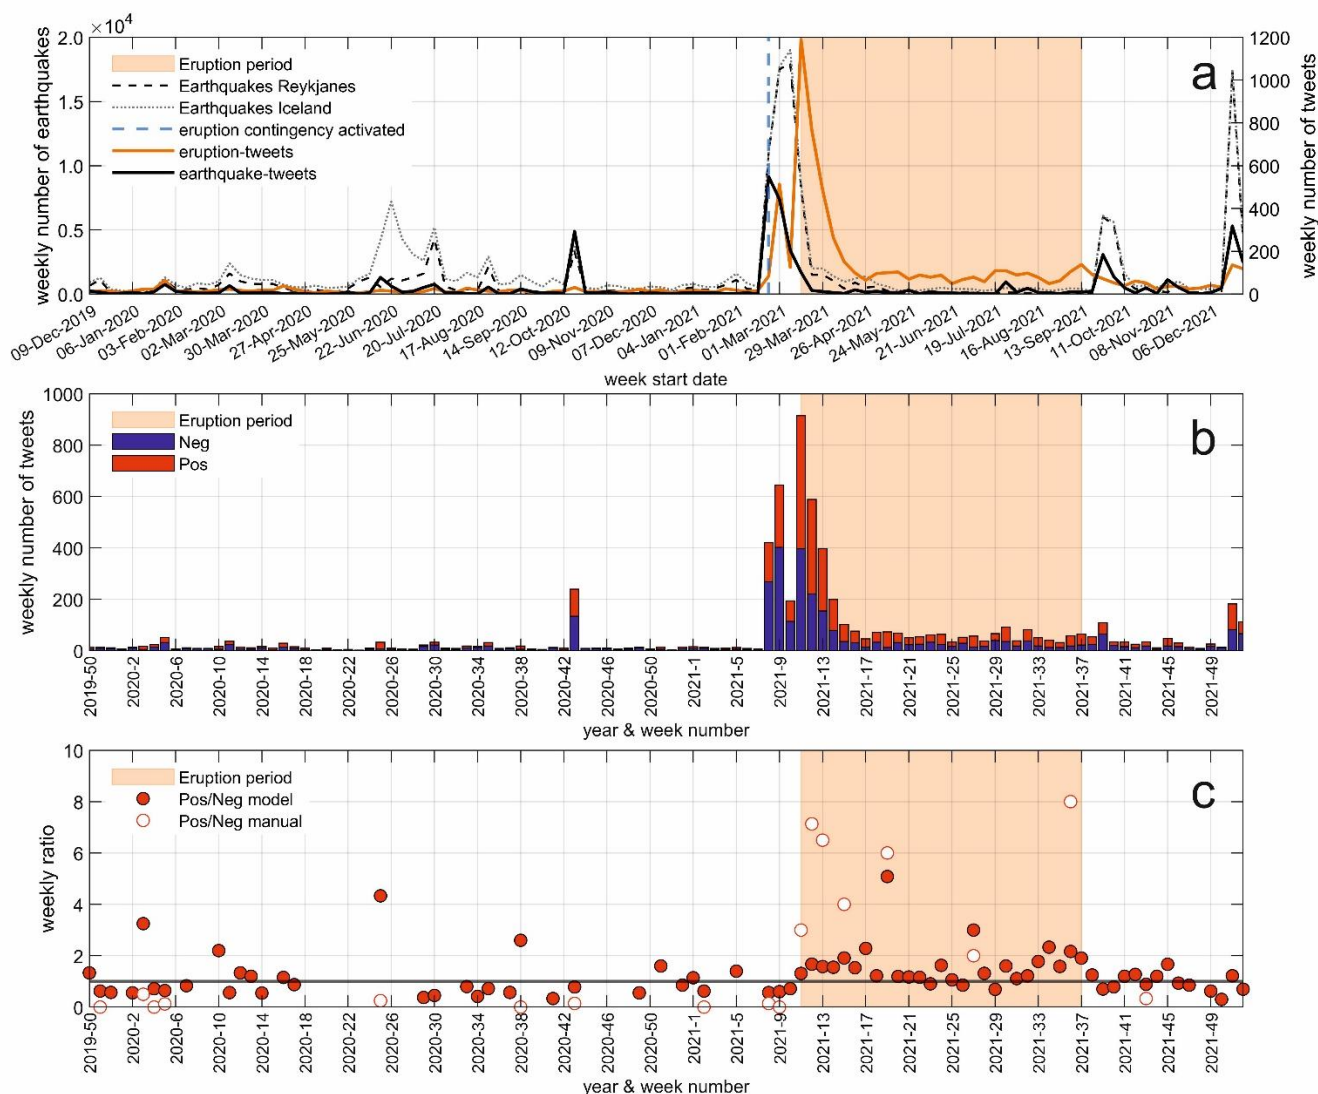 ×10⁴
2.0
1.5
1.0
0.5
0.0
weekly number of earthquakes
Eruption period
Earthquakes Reykjanes
Earthquakes Iceland
eruption contingency activated
eruption-tweets
earthquake-tweets
a
1200
1000
800
600
400
200
0
weekly number of tweets
09-Dec-2019
06-Jan-2020
03-Feb-2020
02-Mar-2020
30-Mar-2020
27-Apr-2020
25-May-2020
22-Jun-2020
20-Jul-2020
17-Aug-2020
14-Sep-2020
12-Oct-2020
09-Nov-2020
07-Dec-2020
04-Jan-2021
01-Feb-2021
01-Mar-2021
29-Mar-2021
26-Apr-2021
24-May-2021
21-Jun-2021
19-Jul-2021
16-Aug-2021
13-Sep-2021
11-Oct-2021
08-Nov-2021
06-Dec-2021
week start date
1000
800
600
400
200
0
weekly number of tweets
Eruption period
Neg
Pos
b
2019-50
2020-2
2020-6
2020-10
2020-14
2020-18
2020-22
2020-26
2020-30
2020-34
2020-38
2020-42
2020-46
2020-50
2021-1
2021-5
2021-9
2021-13
2021-17
2021-21
2021-25
2021-29
2021-33
2021-37
2021-41
2021-45
2021-49
year & week number
10
8
6
4
2
0
weekly ratio
Eruption period
Pos/Neg model
Pos/Neg manual
c
2019-50
2020-2
2020-6
2020-10
2020-14
2020-18
2020-22
2020-26
2020-30
2020-34
2020-38
2020-42
2020-46
2020-50
2021-1
2021-5
2021-9
2021-13
2021-17
2021-21
2021-25
2021-29
2021-33
2021-37
2021-41
2021-45
2021-49
year & week number